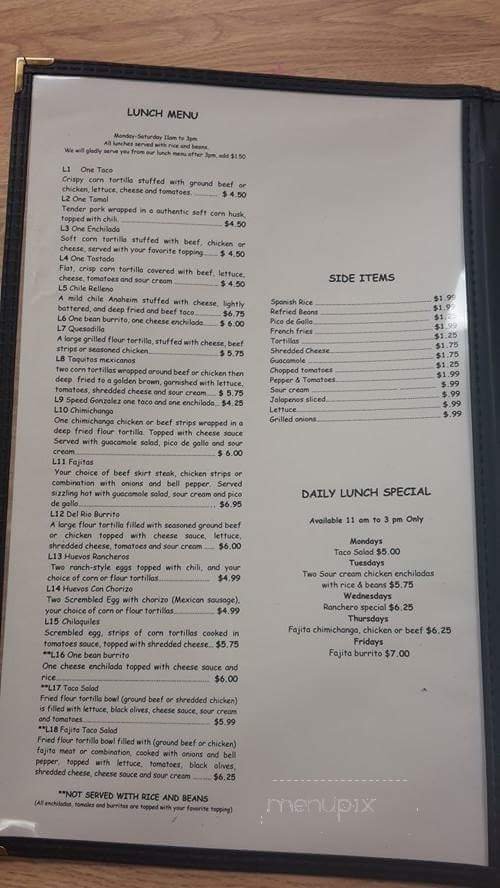 LUNCH MENU
Monday-Saturday 11am to 3pm
All lunches served with rice and beans.
We will gladly serve you from our lunch menu after 3pm, add $1.50
L1 One Taco
Crispy corn tortilla stuffed with ground beef or
chicken, lettuce, cheese and tomatoes. ........... $ 4.50
L2 One Tamal
Tender pork wrapped in a authentic soft corn husk,
topped with chili. ........................................ $4.50
L3 One Enchilada
Soft corn tortilla stuffed with beef, chicken or
cheese, served with your favorite topping....... $ 4.50
L4 One Tostada
Flat, crisp corn tortilla covered with beef, lettuce,
cheese, tomatoes and sour cream .................. $ 4.50
L5 Chile Relleno
A mild chile Anaheim stuffed with cheese, lightly
battered, and deep fried and beef taco............ $6.75
L6 One bean burrito, one cheese enchilada....... $ 6.00
L7 Quesadilla
A large grilled flour tortilla, stuffed with cheese, beef
strips or seasoned chicken............................. $ 5.75
L8 Taquitos mexicanos
two corn tortillas wrapped around beef or chicken then
deep fried to a golden brown, garnished with lettuce,
tomatoes, shredded cheese and sour cream..... $ 5.75
L9 Speed Gonzalez one taco and one enchilada... $4.25
L10 Chimichanga
One chimichanga chicken or beef strips wrapped in a
deep fried flour tortilla. Topped with cheese sauce
Served with guacamole salad, pico de gallo and sour
cream........................................................ $ 6.00
L11 Fajitas
Your choice of beef skirt steak, chicken strips or
combination with onions and bell pepper. Served
sizzling hot with guacamole salad, sour cream and pico
de gallo...................................................... $6.95
L12 Del Rio Burrito
A large flour tortilla filled with seasoned ground beef
or chicken topped with cheese sauce, lettuce,
shredded cheese, tomatoes and sour cream ..... $6.00
L13 Huevos Rancheros
Two ranch-style eggs topped with chili, and your
choice of corn or flour tortillas...................... $4.99
L14 Huevos Con Chorizo
Two Scrembled Egg with chorizo (Mexican sausage),
your choice of corn or flour tortillas................ $4.99
L15 Chilaquiles
Scrembled egg, strips of corn tortillas cooked in
tomatoes sauce, topped with shredded cheese... $5.75
**L16 One bean burrito
One cheese enchilada topped with cheese sauce and
rice........................................................... $6.00
**L17 Taco Salad
Fried flour tortilla bowl (ground beef or shredded chicken)
is filled with lettuce, black olives, cheese sauce, sour cream
and tomatoes.............................................. $5.99
**L18 Fajita Taco Salad
Fried flour tortilla bowl filled with (ground beef or chicken)
fajita meat or combination, cooked with onions and bell
pepper, topped with lettuce, tomatoes, black olives,
shredded cheese, cheese sauce and sour cream ......... $6.25
**NOT SERVED WITH RICE AND BEANS
(All enchiladas, tamales and burritos are topped with your favorite topping)
SIDE ITEMS
Spanish Rice ............................ $1.99
Refried Beans ............................ $1.99
Pico de Gallo ............................ $1.25
French fries ............................ $1.99
Tortillas ............................ $1.25
Shredded Cheese ............................ $1.75
Guacamole ............................ $1.75
Chopped tomatoes ............................ $1.25
Pepper & Tomatoes ............................ $1.99
Sour cream ............................ $.99
Jalapenos sliced ............................ $.99
Lettuce ............................ $.99
Grilled onions ............................ $.99
DAILY LUNCH SPECIAL
Available 11 am to 3 pm Only
Mondays
Taco Salad $5.00
Tuesdays
Two Sour cream chicken enchiladas
with rice & beans $5.75
Wednesdays
Ranchero special $6.25
Thursdays
Fajita chimichanga, chicken or beef $6.25
Fridays
Fajita burrito $7.00
menupix